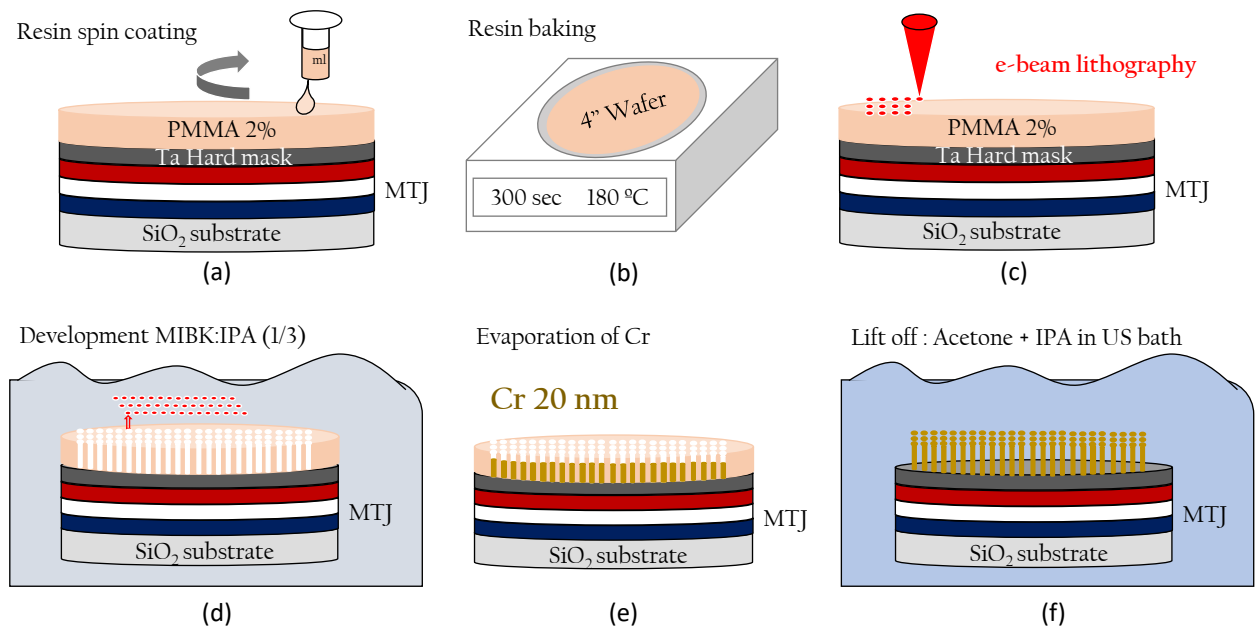 Resin spin coating
ml
PMMA 2%
Ta Hard mask
MTJ
SiO₂ substrate
(a)
Resin baking
4” Wafer
300 sec 180 ºC
(b)
e-beam lithography
PMMA 2%
Ta Hard mask
MTJ
SiO₂ substrate
(c)
Development MIBK:IPA (1/3)
MTJ
SiO₂ substrate
(d)
Evaporation of Cr
Cr 20 nm
MTJ
SiO₂ substrate
(e)
Lift off : Acetone + IPA in US bath
MTJ
SiO₂ substrate
(f)